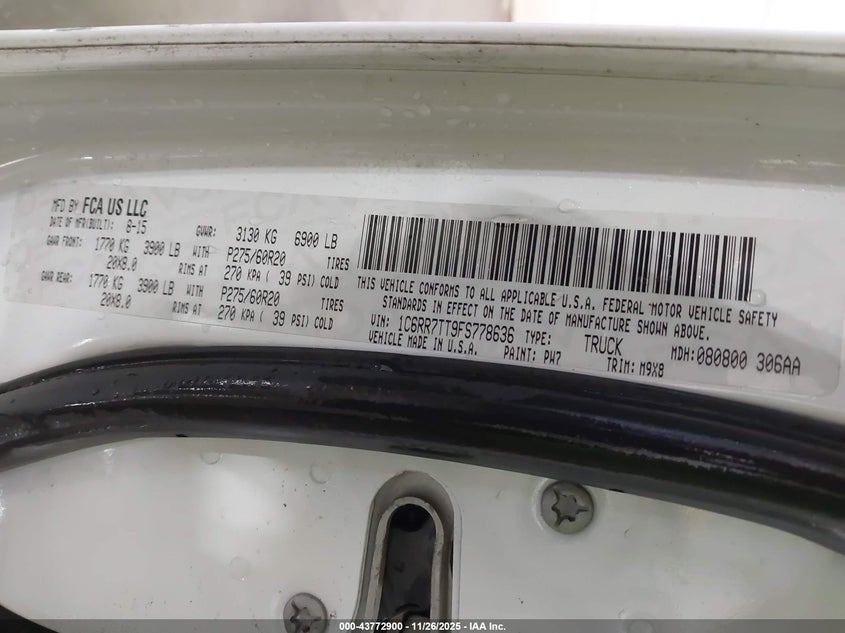 MFD BY FCA US LLC
DATE OF MFR(BUILT): 8-15 GVWR: 3130 KG 6900 LB
GAWR FRONT: 1770 KG 3900 LB WITH P275/60R20 TIRES
20X8.0 RIMS AT 270 KPA ( 39 PSI) COLD
GAWR REAR: 1770 KG 3900 LB WITH P275/60R20 TIRES
20X8.0 RIMS AT 270 KPA ( 39 PSI) COLD
THIS VEHICLE CONFORMS TO ALL APPLICABLE U.S.A. FEDERAL MOTOR VEHICLE SAFETY
STANDARDS IN EFFECT ON THE DATE OF MANUFACTURE SHOWN ABOVE.
VIN: 1C6RR7TT9FS778636 TYPE: TRUCK MDH:080800 306AA
VEHICLE MADE IN U.S.A. PAINT: PW7 TRIM: M9X8
000-43772900 - 11/26/2025 - IAA Inc.